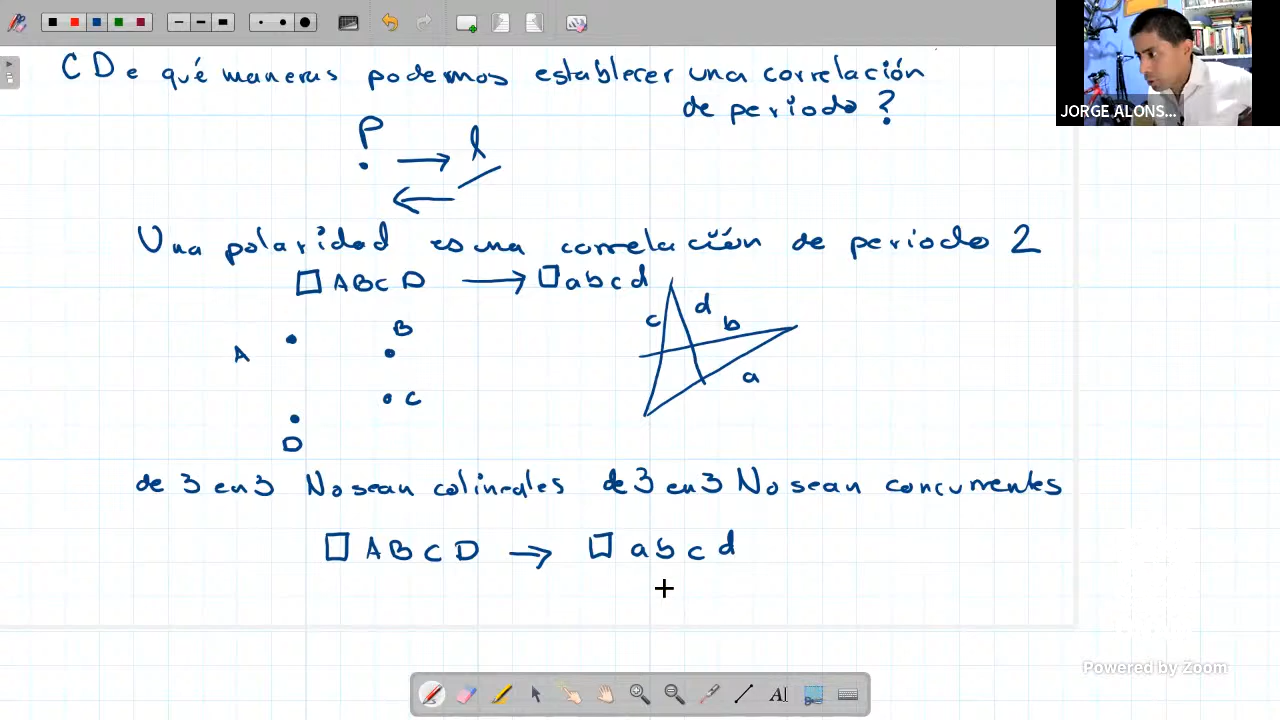 C De qué maneras podemos establecer una correlación
de periodo?
P
l
Una polaridad es una correlación de periodo 2
□ ABCD → □ abcd
A B C D
c d b a
de 3 en 3 No sean colineales de 3 en 3 No sean concurrentes
□ ABCD → □ abcd
JORGE ALONS...
AI
Powered by Zoom